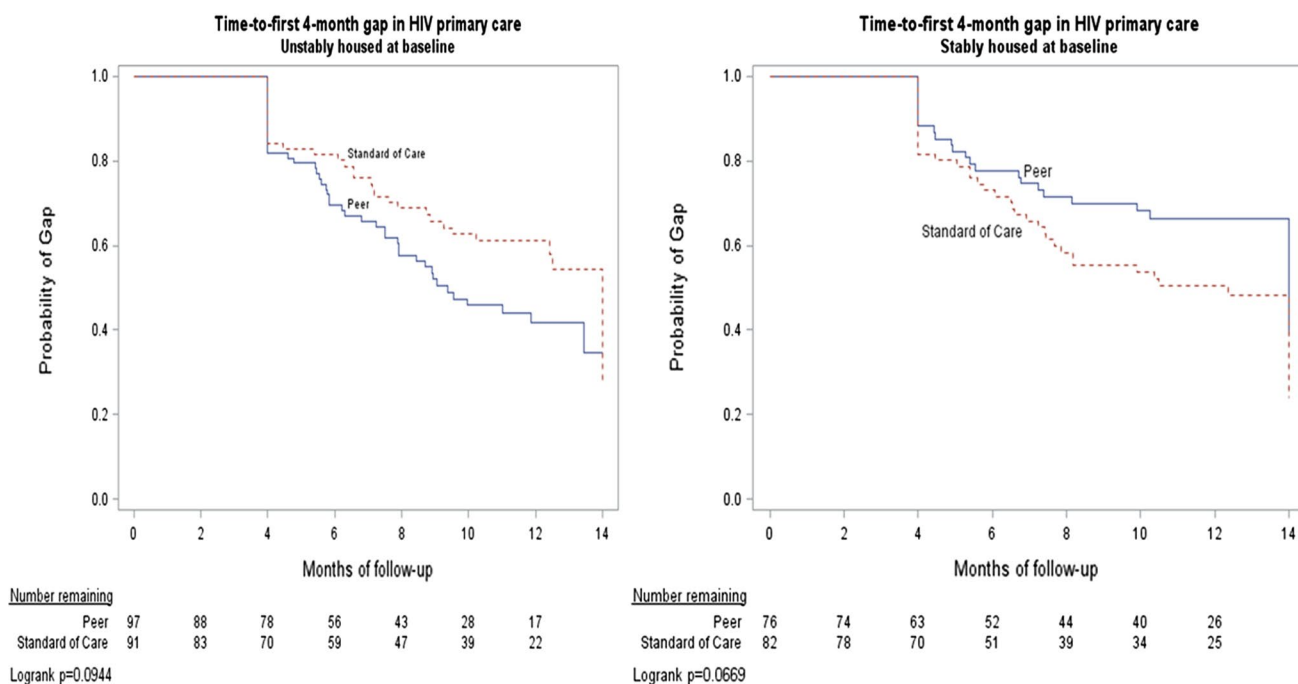 Time-to-first 4-month gap in HIV primary care
Unstably housed at baseline
1.0
0.8
0.6
0.4
0.2
0.0
Probability of Gap
Standard of Care
Peer
0 2 4 6 8 10 12 14
Months of follow-up
Number remaining
Peer 97 88 78 56 43 28 17
Standard of Care 91 83 70 59 47 39 22
Logrank p=0.0944
Time-to-first 4-month gap in HIV primary care
Stably housed at baseline
1.0
0.8
0.6
0.4
0.2
0.0
Probability of Gap
Peer
Standard of Care
0 2 4 6 8 10 12 14
Months of follow-up
Number remaining
Peer 76 74 63 52 44 40 26
Standard of Care 82 78 70 51 39 34 25
Logrank p=0.0669